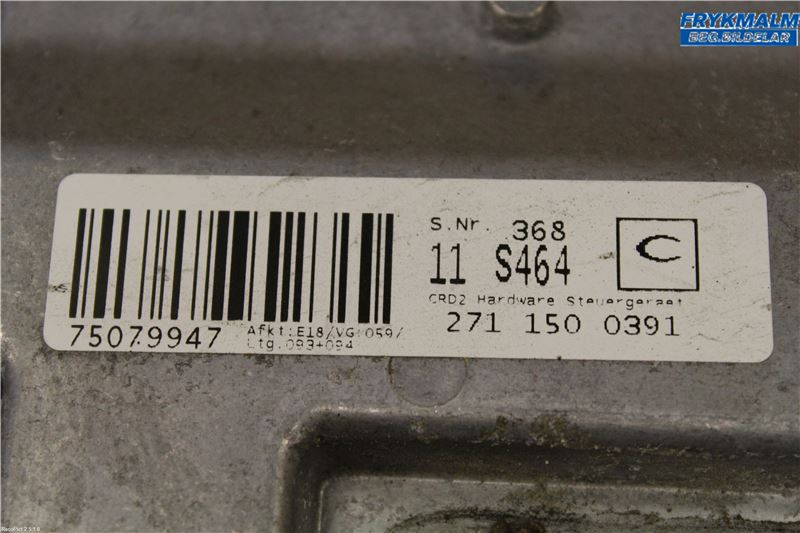 FRYKMALM
BEG.BILDELAR
S.Nr. 368
11 S464
C
CRD2 Hardware Steuergeraet
271 150 0391
75079947
Afkt:E18/VG:059/
Ltg.093+094